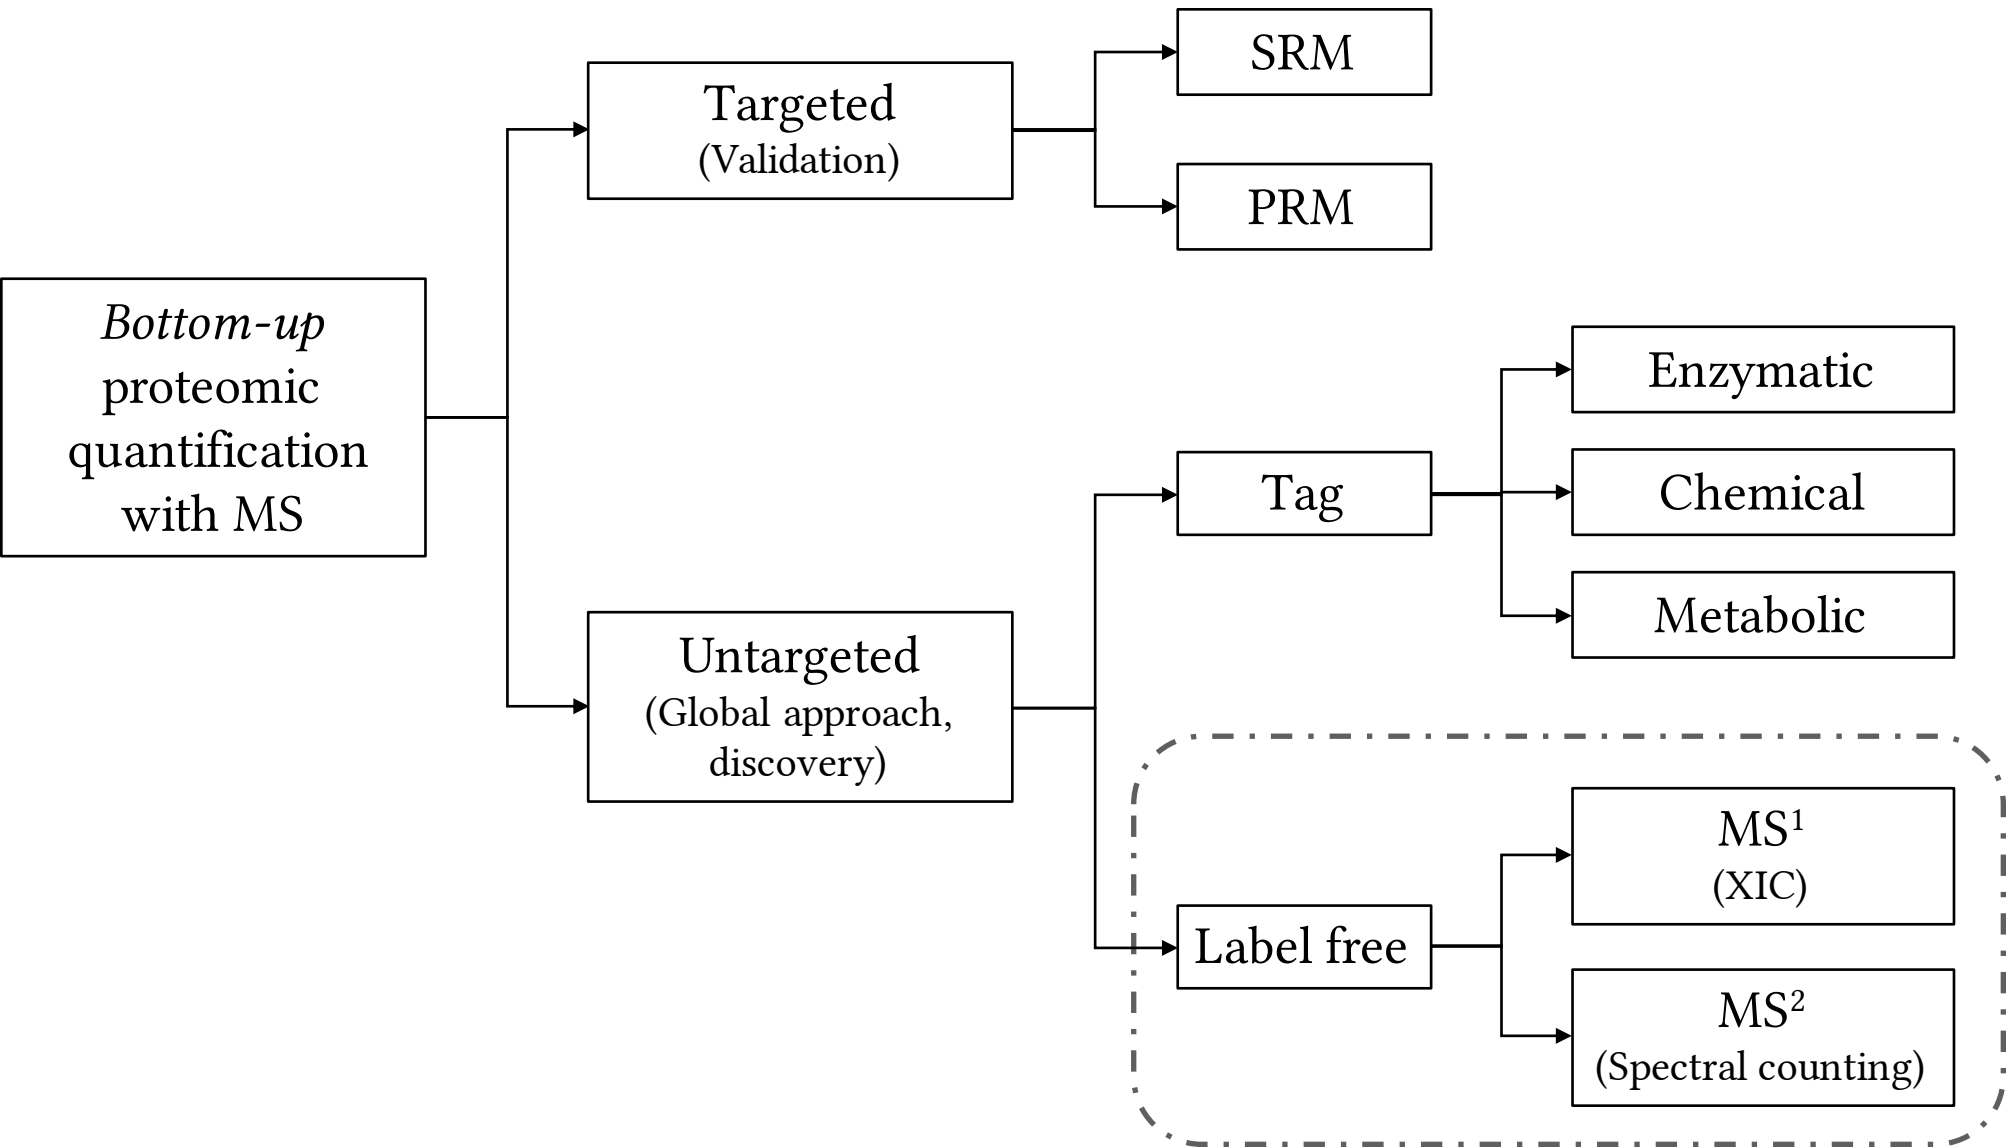 Bottom-up
proteomic
quantification
with MS
Targeted
(Validation)
SRM
PRM
Untargeted
(Global approach,
discovery)
Tag
Enzymatic
Chemical
Metabolic
Label free
MS¹
(XIC)
MS²
(Spectral counting)